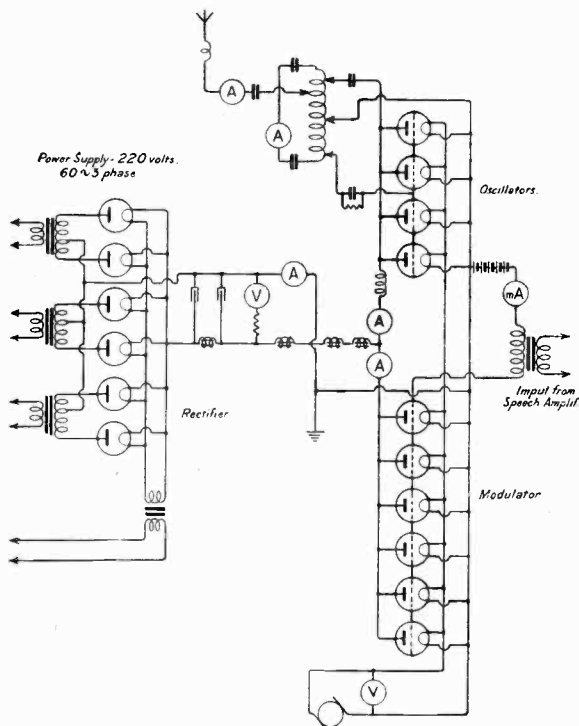 A
A
Power Supply - 220 volts.
60 ~ 3 phase
Oscillators.
A
V
mA
A
A
Imput from
Speech Amplif
Rectifier
Modulator
V